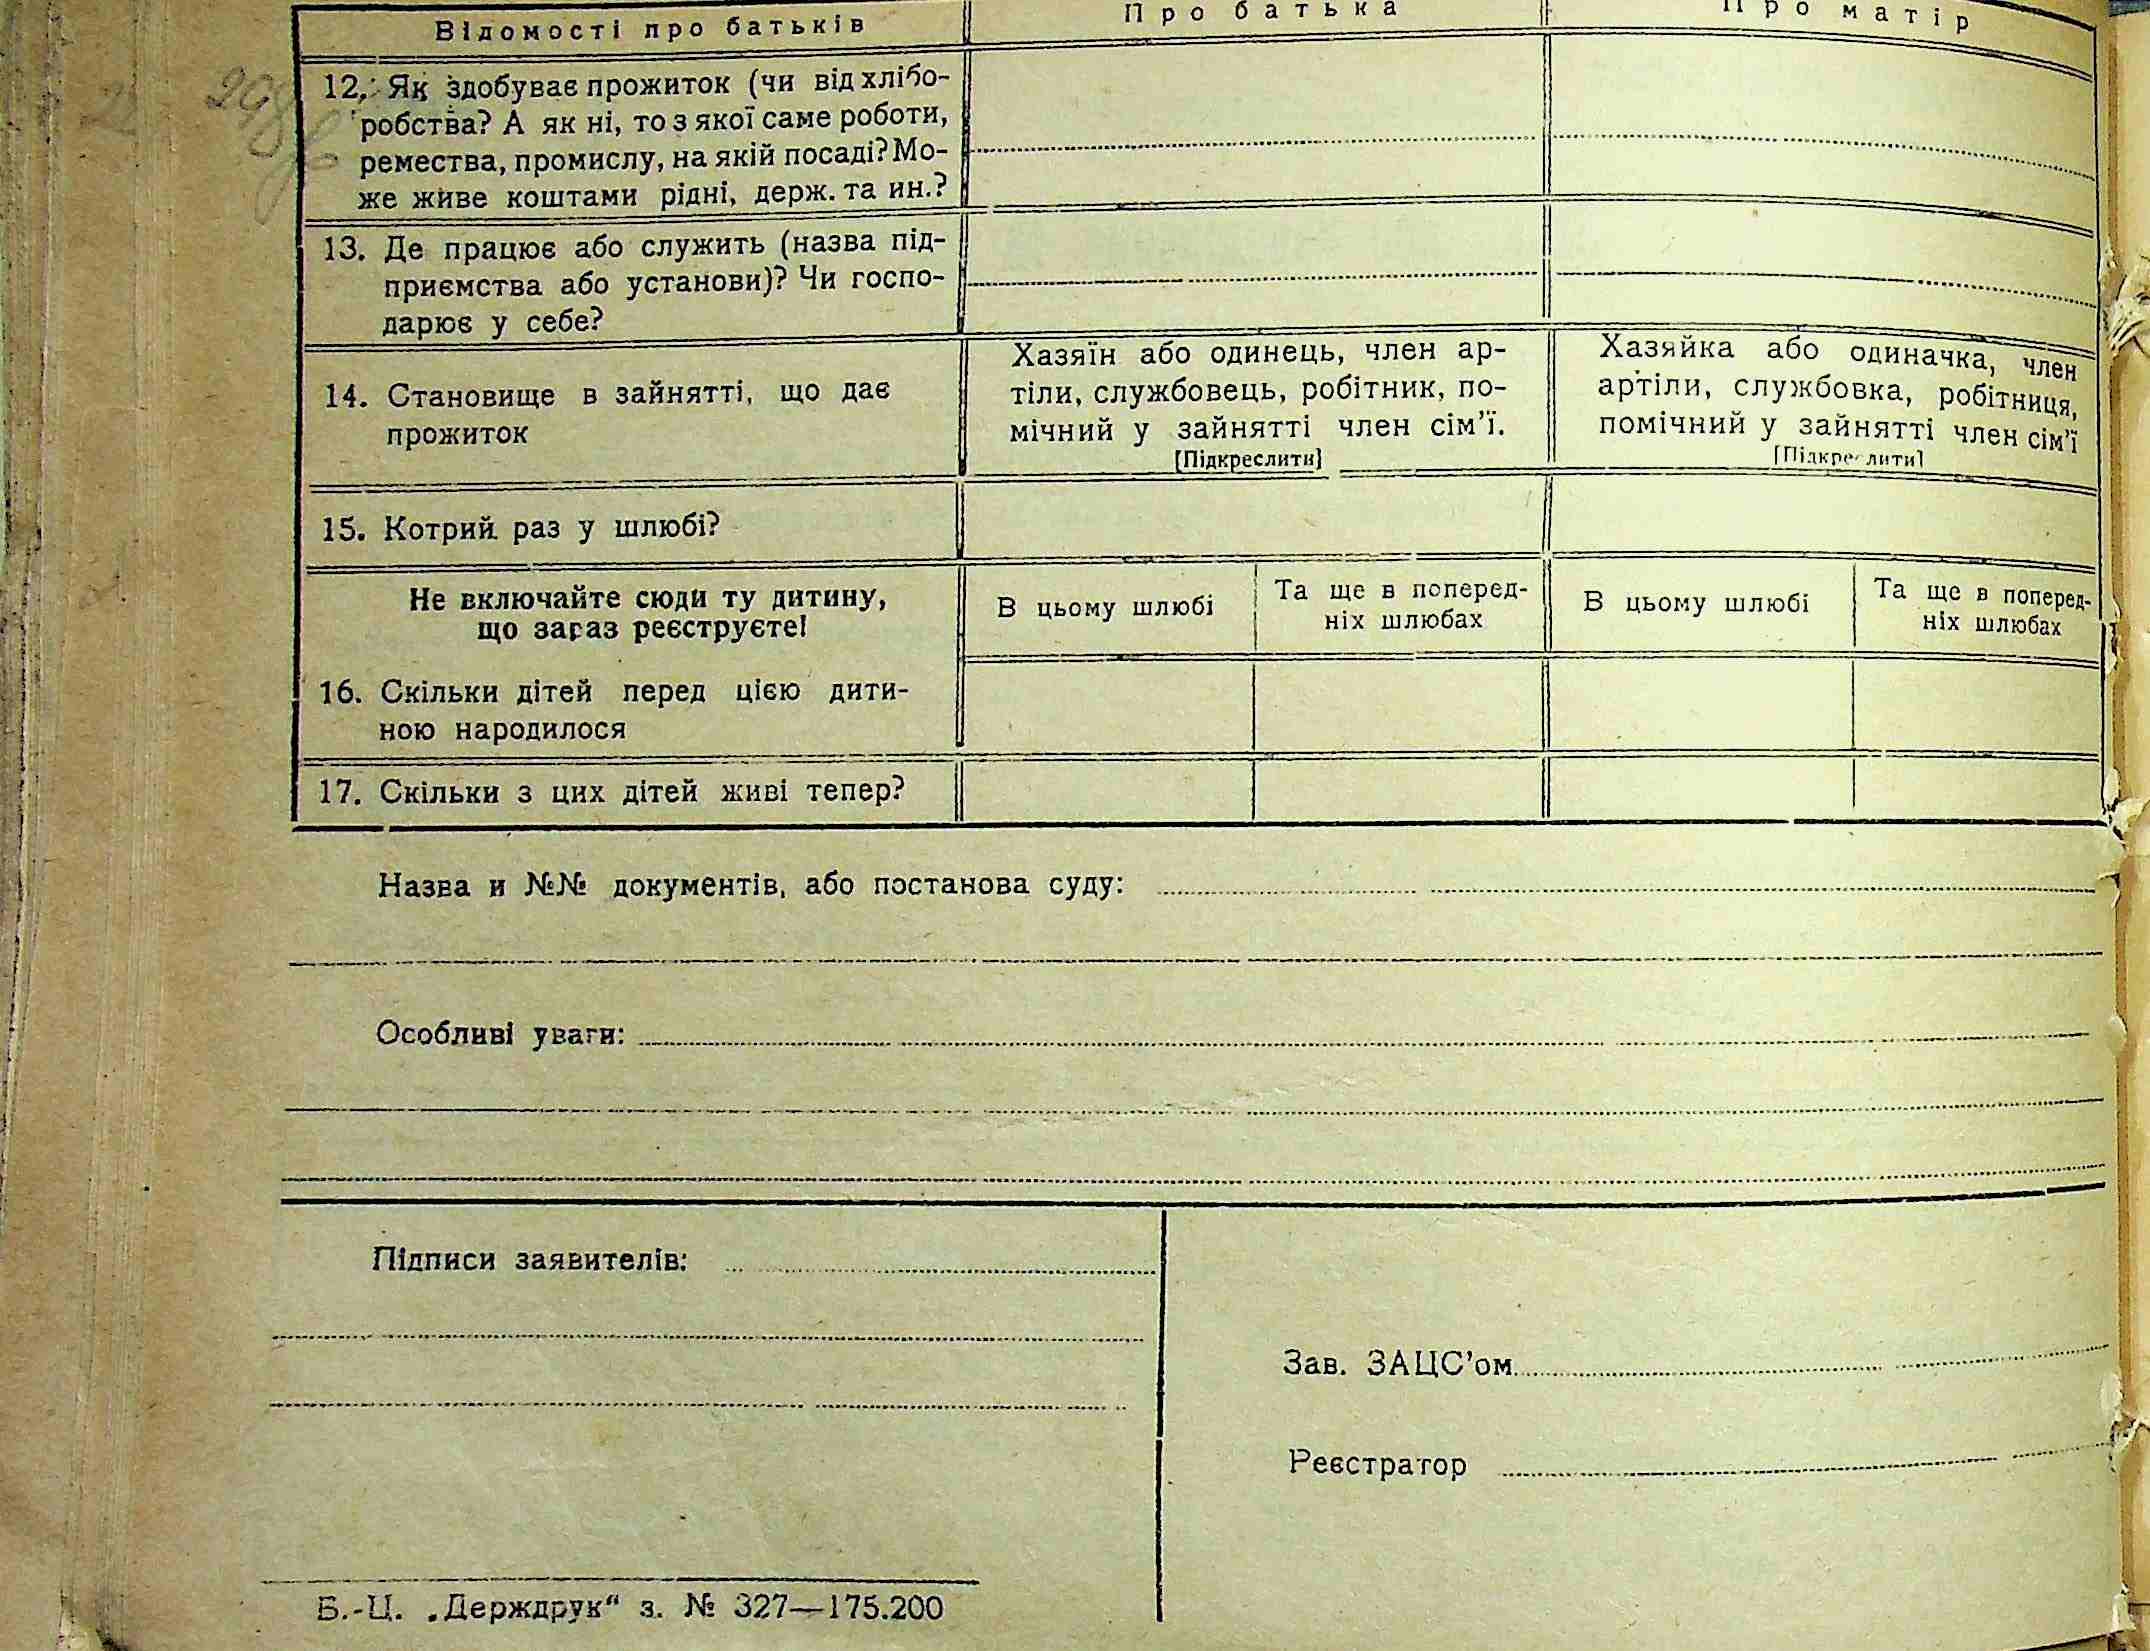 Відомості про батьків
Про батька
Про матір
12. Як здобуває прожиток (чи від хлібо-
робства? А як ні, то з якої саме роботи,
ремества, промислу, на якій посаді? Мо-
же живе коштами рідні, держ. та ин.?
13. Де працює або служить (назва під-
приємства або установи)? Чи госпо-
дарює у себе?
14. Становище в зайнятті, що дає
прожиток
Хазяїн або одинець, член ар-
тіли, службовець, робітник, по-
мічний у зайнятті член сім’ї.
[Підкреслити]
Хазяйка або одиначка, член
артіли, службовка, робітниця,
помічний у зайнятті член сім’ї
[Підкреслити]
15. Котрий раз у шлюбі?
Не включайте сюди ту дитину,
що зараз реєструєте!
В цьому шлюбі
Та ще в поперед-
ніх шлюбах
В цьому шлюбі
Та ще в поперед-
ніх шлюбах
16. Скільки дітей перед цією дити-
ною народилося
17. Скільки з цих дітей живі тепер?
Назва и №№ документів, або постанова суду:
Особливі уваги:
Підписи заявителів:
Зав. ЗАЦС’ом
Реєстратор
Б.-Ц. „Держдрук“ з. № 327—175.200